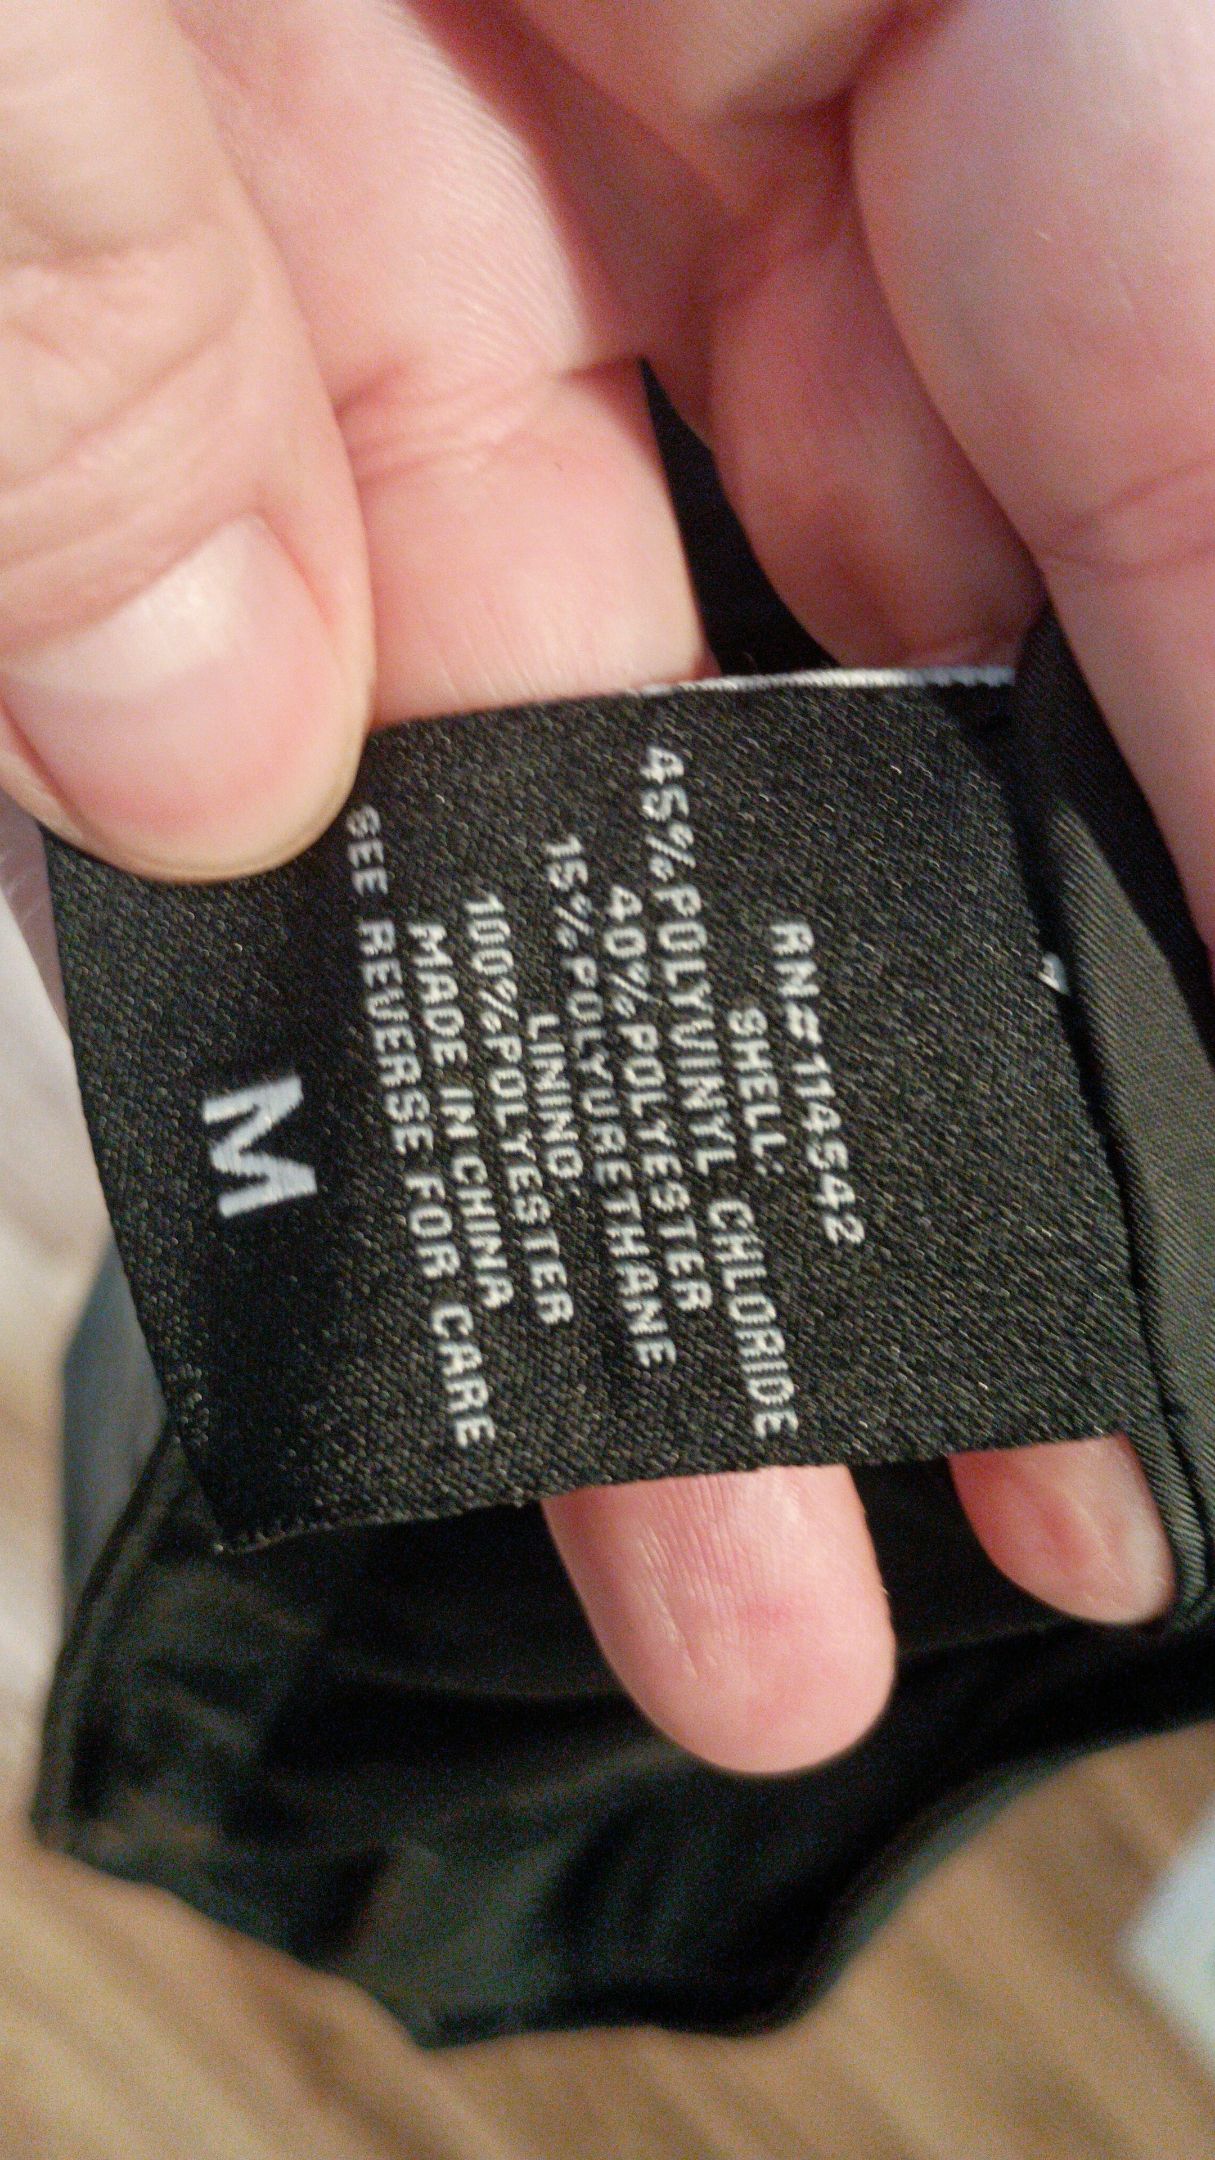 RN#114542
SHELL:
45%POLYVINYL CHLORIDE
40%POLYESTER
15%POLYURETHANE
LINING:
100%POLYESTER
MADE IN CHINA
SEE REVERSE FOR CARE
M